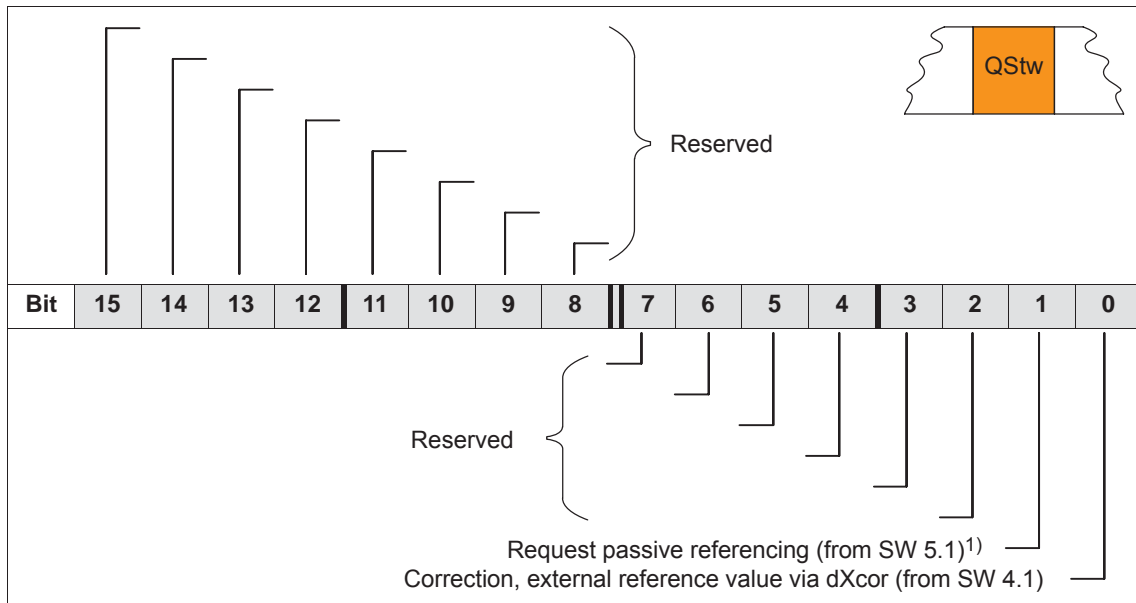 QStw
Reserved
Bit 15 14 13 12 11 10 9 8 7 6 5 4 3 2 1 0
Reserved
Request passive referencing (from SW 5.1)1)
Correction, external reference value via dXcor (from SW 4.1)